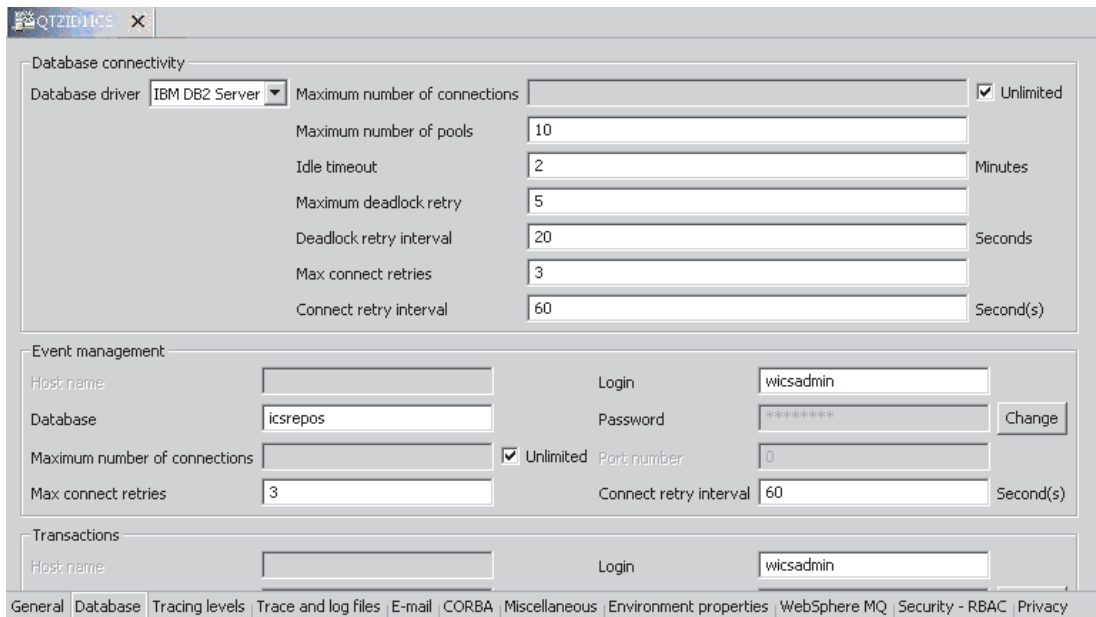 QTZIDNCS
Database connectivity
Database driver IBM DB2 Server Maximum number of connections Unlimited
Maximum number of pools 10
Idle timeout 2 Minutes
Maximum deadlock retry 5
Deadlock retry interval 20 Seconds
Max connect retries 3
Connect retry interval 60 Second(s)
Event management
Host name Login wicsadmin
Database icsrepos Password ******** Change
Maximum number of connections Unlimited Port number 0
Max connect retries 3 Connect retry interval 60 Second(s)
Transactions
Host name Login wicsadmin
General Database Tracing levels Trace and log files E-mail CORBA Miscellaneous Environment properties WebSphere MQ Security - RBAC Privacy